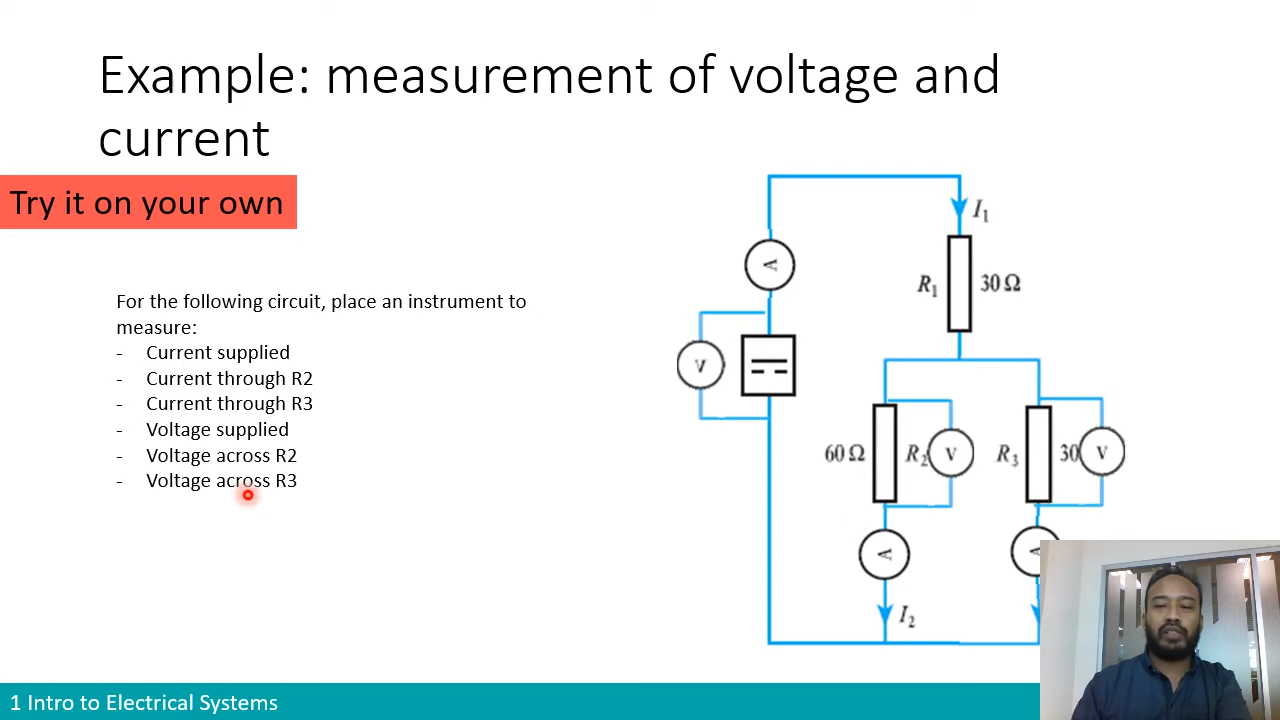 Example: measurement of voltage and
current
Try it on your own
For the following circuit, place an instrument to
measure:
- Current supplied
- Current through R2
- Current through R3
- Voltage supplied
- Voltage across R2
- Voltage across R3
I1
A
R1 30 Ω
V
60 Ω R2 V R3 30 V
A A
I2
1 Intro to Electrical Systems